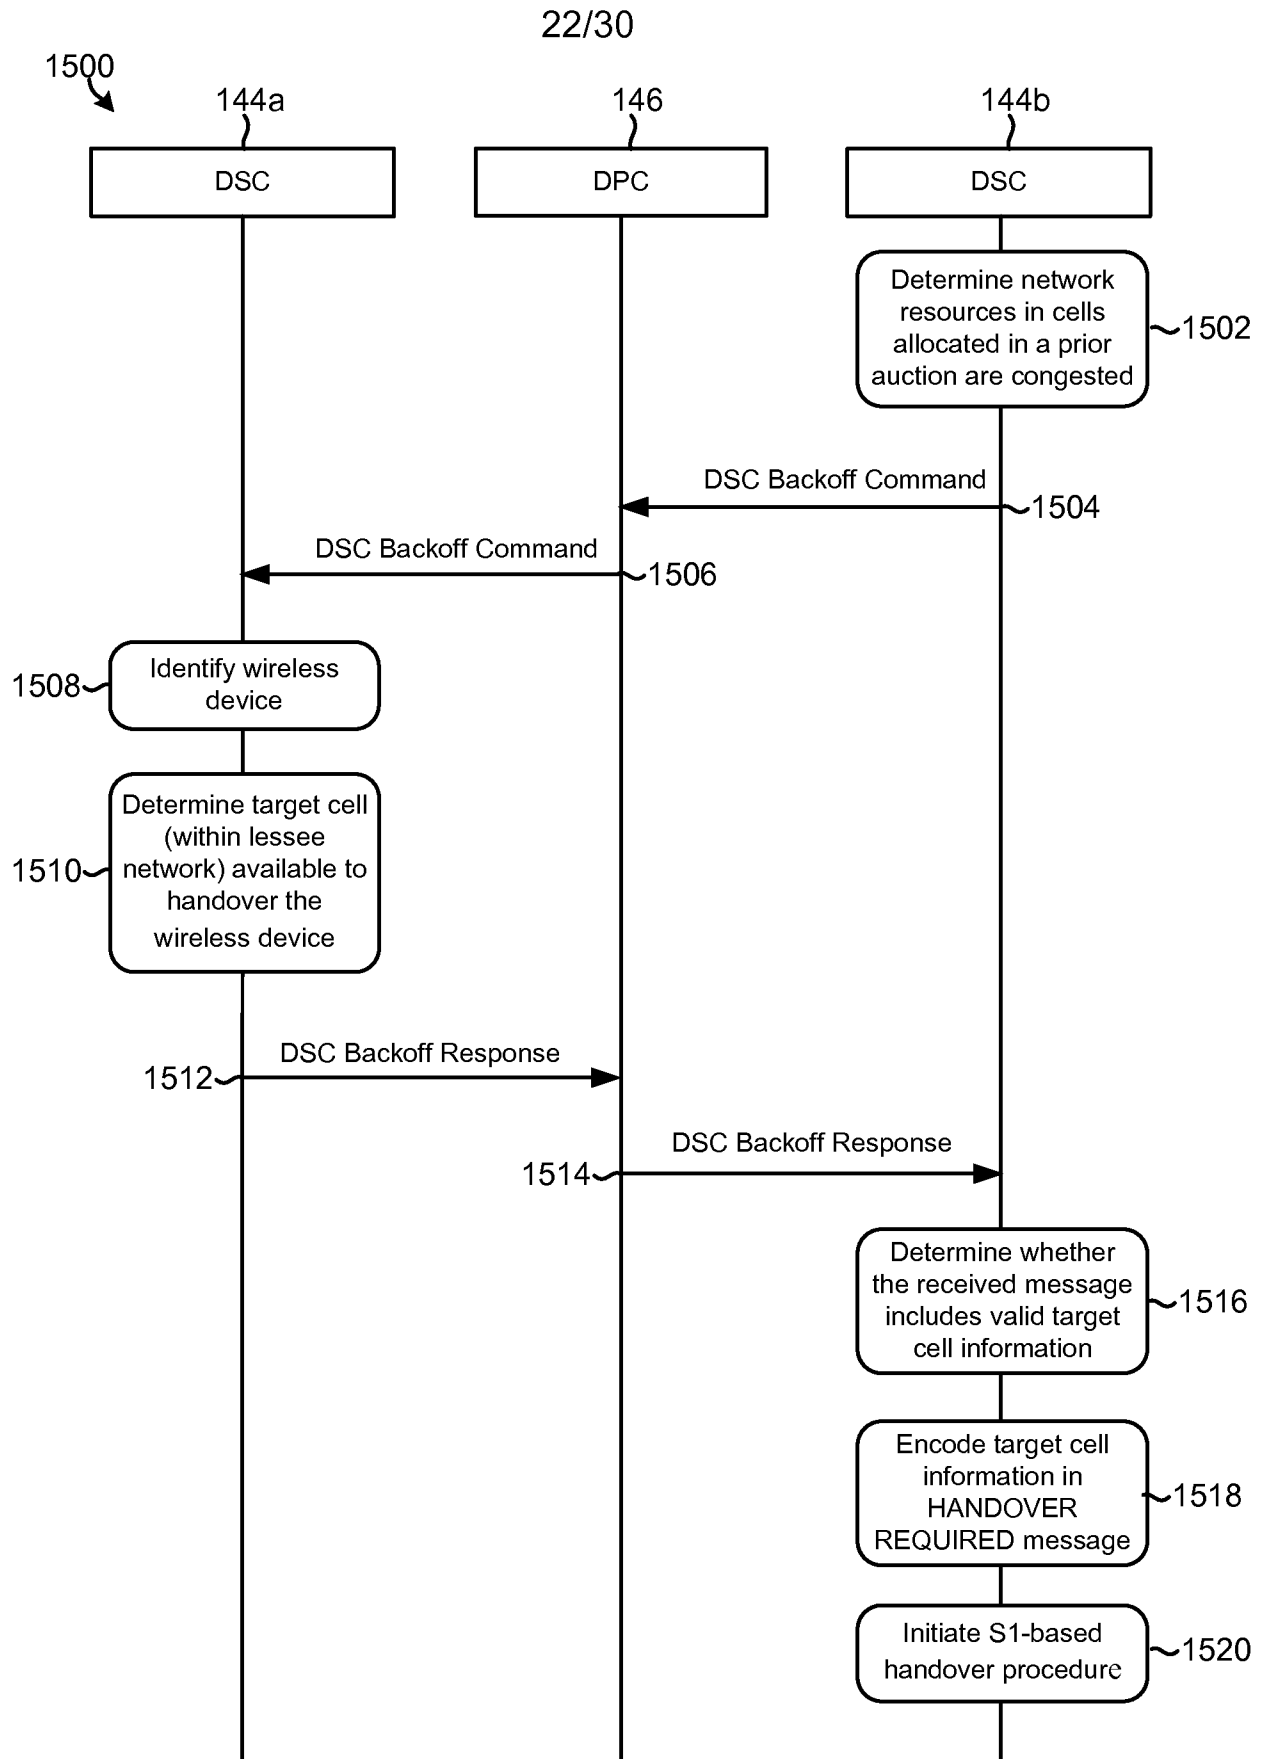 22/30
1500
144a
146
144b
DSC
DPC
DSC
Determine network
resources in cells
allocated in a prior
auction are congested
1502
DSC Backoff Command
1504
DSC Backoff Command
1506
Identify wireless
device
1508
Determine target cell
(within lessee
network) available to
handover the
wireless device
1510
DSC Backoff Response
1512
DSC Backoff Response
1514
Determine whether
the received message
includes valid target
cell information
1516
Encode target cell
information in
HANDOVER
REQUIRED message
1518
Initiate S1-based
handover procedure
1520